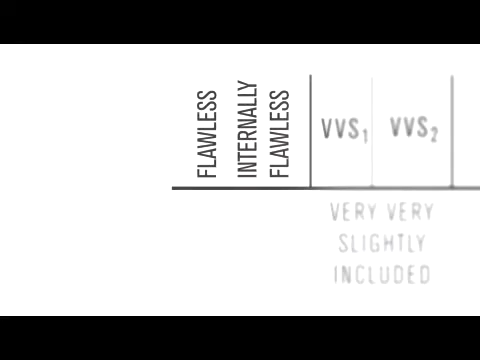 FLAWLESS
INTERNALLY
FLAWLESS
VVS₁
VVS₂
VERY VERY
SLIGHTLY
INCLUDED